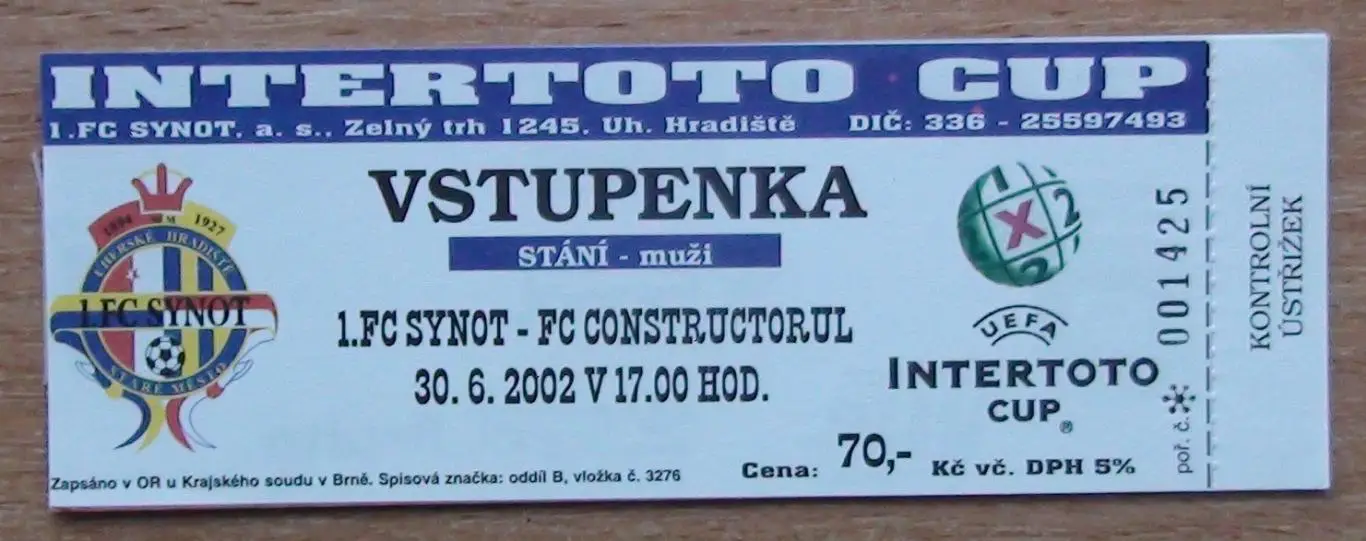 INTERTOTO CUP
1.FC SYNOT, a. s., Zelný trh 1245, Uh. Hradiště DIČ: 336 - 25597493
VSTUPENKA
STÁNÍ - muži
1.FC SYNOT - FC CONSTRUCTORUL
30. 6. 2002 V 17.00 HOD.
Cena: 70,- Kč vč. DPH 5%
Zapsáno v OR u Krajského soudu v Brně. Spisová značka: oddíl B, vložka č. 3276
1894 1927
UHERSKÉ HRADIŠTĚ
1.FC SYNOT
STARÉ MĚSTO
1 X 2 2
UEFA
INTERTOTO
CUP®
poř. č. 001425
KONTROLNÍ
ÚSTŘIŽEK